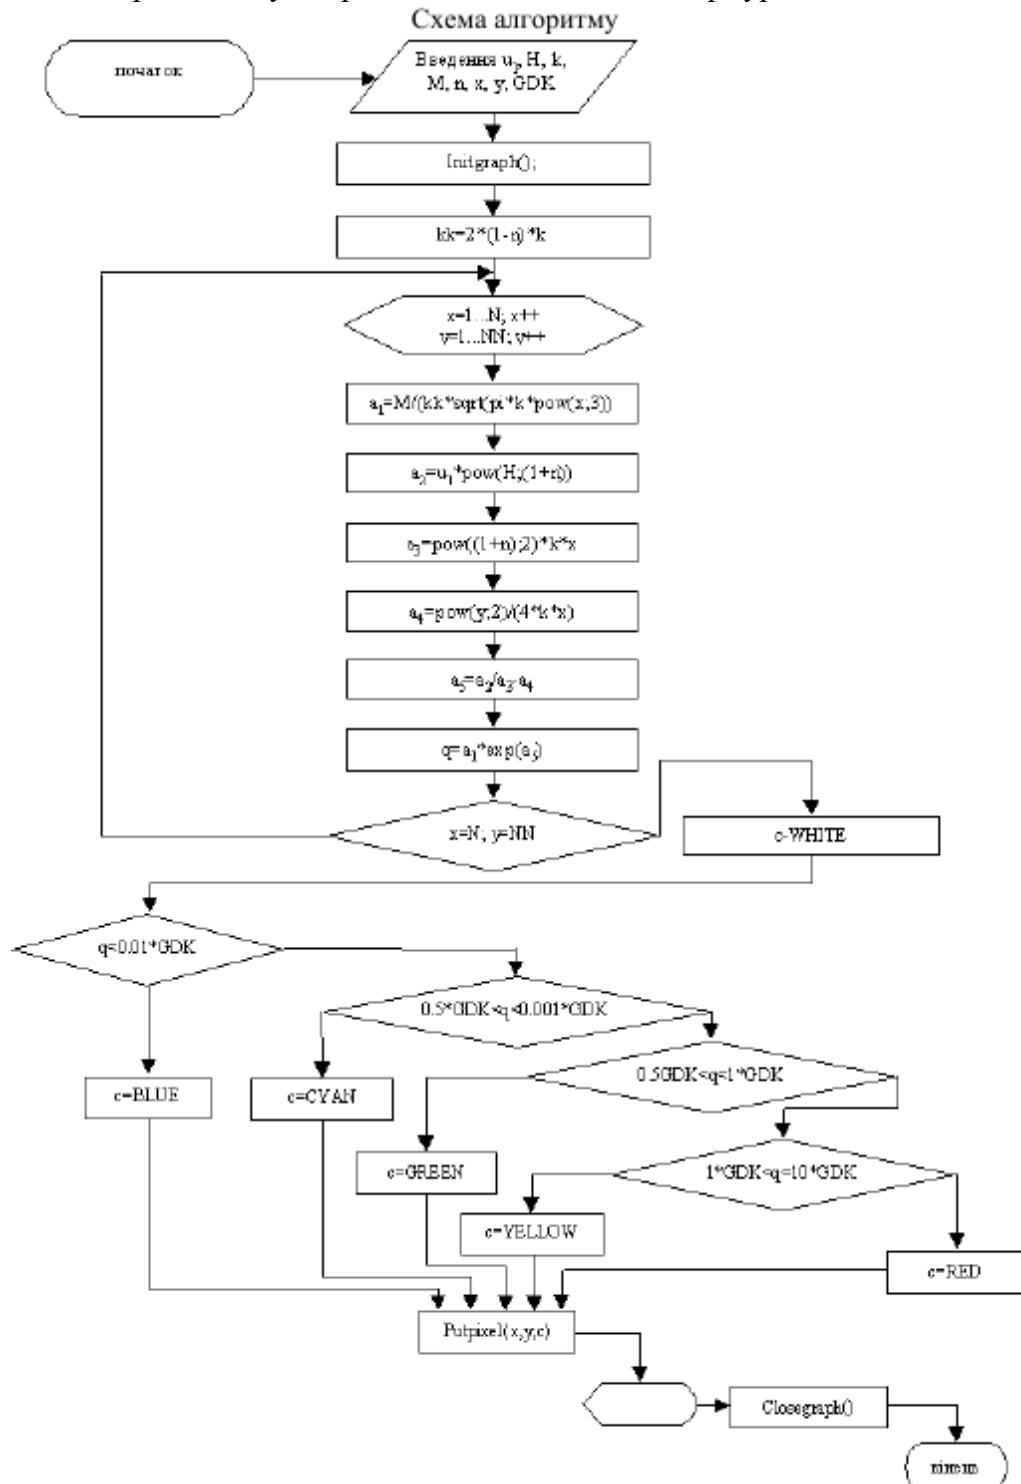 Схема алгоритму
початок
Введення u1, H, k,
M, n, x, y, GDK
Initgraph();
kk=2*(1-n)*k
x=1...N; x++
y=1...NN; y++
a1=M/(kk*sqrt(pi*k*pow(x;3))
a2=u1*pow(H;(1+n))
a3=pow((1+n);2)*k*x
a4=pow(y;2)/(4*k*x)
a5=a2/a3-a4
q=a1*exp(a5)
x=N; y=NN
c-WHITE
q<0.01*GDK
0.5*GDK<q<0.001*GDK
0.5GDK<q<1*GDK
c=BLUE
c=CYAN
1*GDK<q=10*GDK
c=GREEN
c=YELLOW
c=RED
Putpixel(x,y,c)
Closegraph()